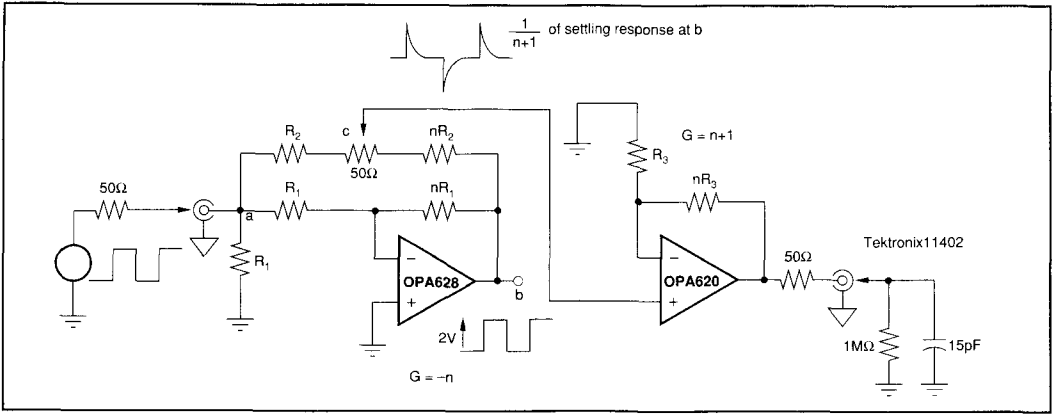 1/n+1 of settling response at b
R2
c
nR2
50Ω
G = n+1
R3
nR3
50Ω
R1
nR1
a
R1
−
+
OPA628
b
2V
G = −n
−
+
OPA620
50Ω
Tektronix11402
1MΩ
15pF